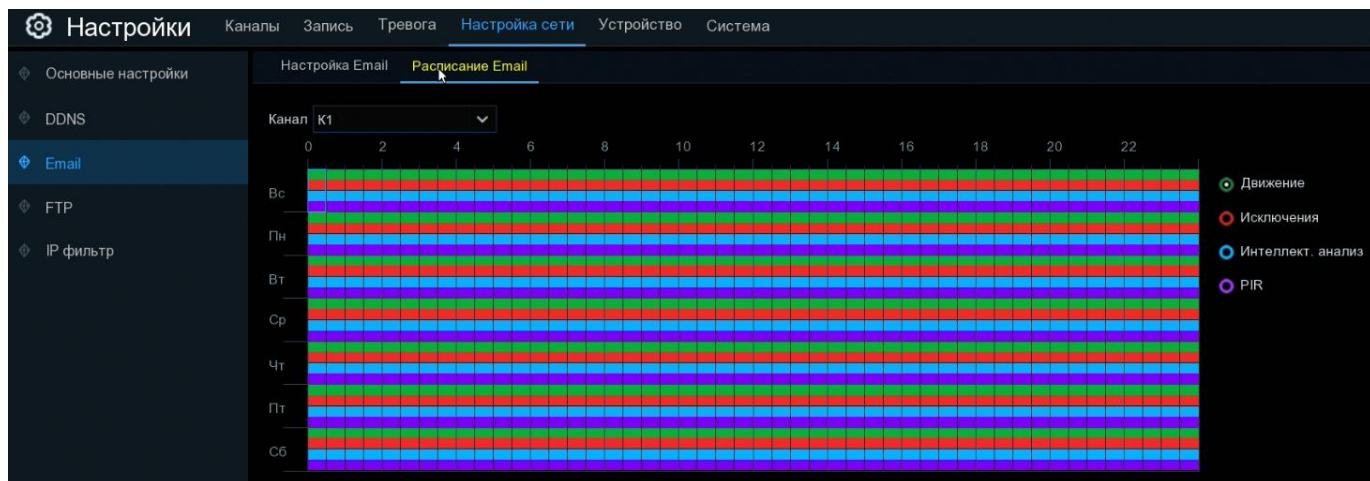 Настройки Каналы Запись Тревога Настройка сети Устройство Система
Основные настройки
DDNS
Email
FTP
IP фильтр
Настройка Email Расписание Email
Канал К1
0 2 4 6 8 10 12 14 16 18 20 22
Вс
Пн
Вт
Ср
Чт
Пт
Сб
Движение
Исключения
Интеллект. анализ
PIR